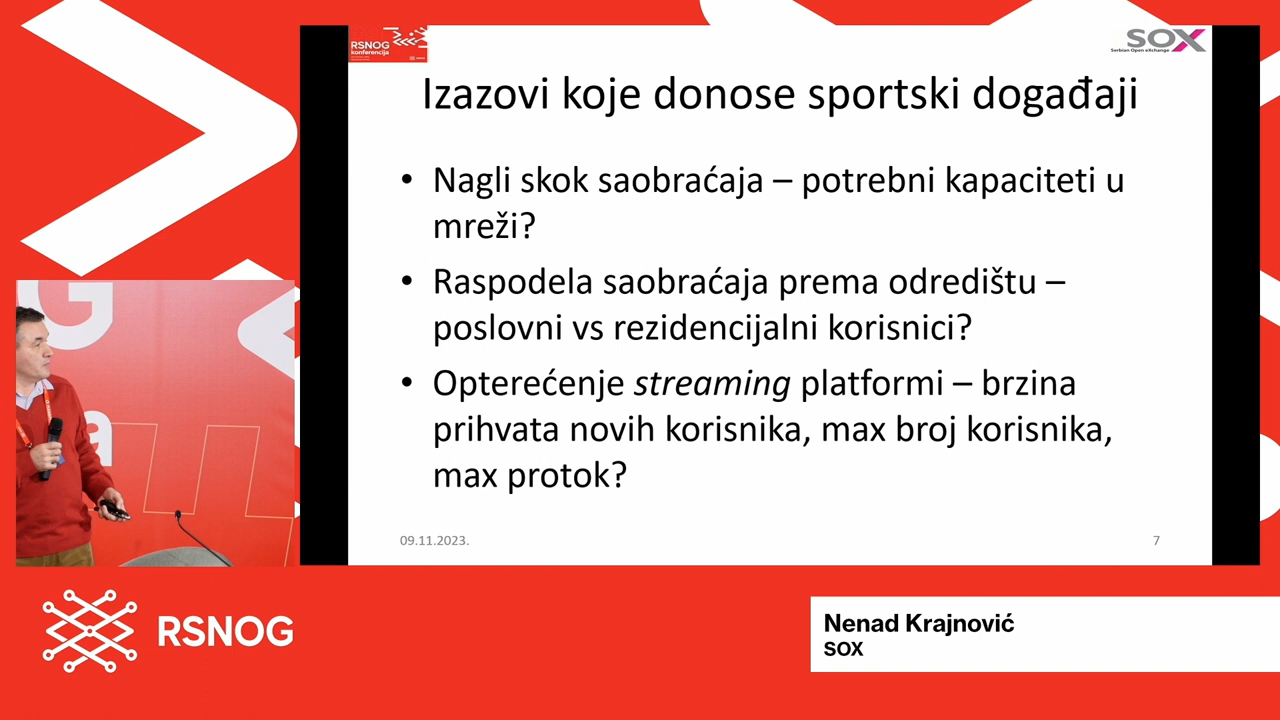 RSNOG
konferencija
SOX
Serbian Open eXchange
Izazovi koje donose sportski događaji
• Nagli skok saobraćaja – potrebni kapaciteti u
mreži?
• Raspodela saobraćaja prema odredištu –
poslovni vs rezidencijalni korisnici?
• Opterećenje streaming platformi – brzina
prihvata novih korisnika, max broj korisnika,
max protok?
09.11.2023.
7
RSNOG
Nenad Krajnović
SOX